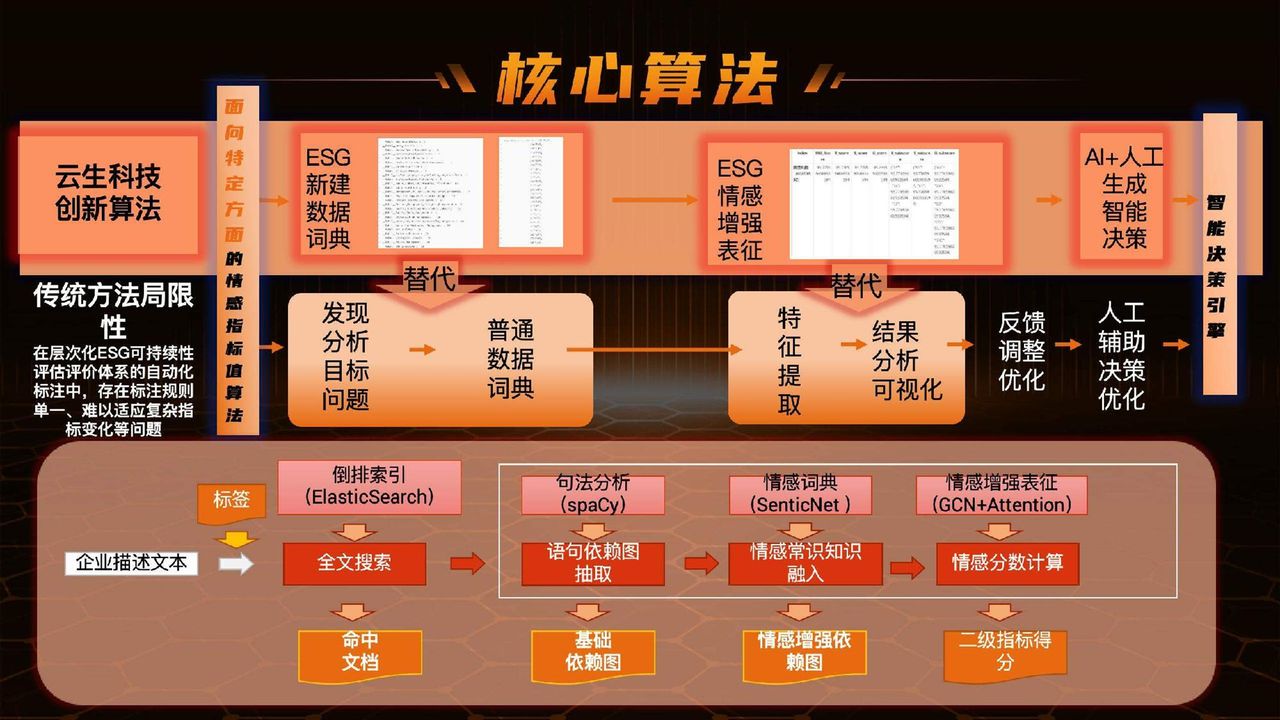 核心算法
云生科技
创新算法
面向特定方面的情感指标值算法
ESG
新建
数据
词典
ESG
情感
增强
表征
AI+人工
生成
智能
决策
智能决策引擎
替代
替代
传统方法局限
性
在层次化ESG可持续性
评估评价体系的自动化
标注中，存在标注规则
单一、难以适应复杂指
标变化等问题
发现
分析
目标
问题
普通
数据
词典
特
征
提
取
结果
分析
可视化
反馈
调整
优化
人工
辅助
决策
优化
标签
企业描述文本
倒排索引
（ElasticSearch）
全文搜索
命中
文档
句法分析
（spaCy）
语句依赖图
抽取
基础
依赖图
情感词典
（SenticNet ）
情感常识知识
融入
情感增强依
赖图
情感增强表征
（GCN+Attention）
情感分数计算
二级指标得
分